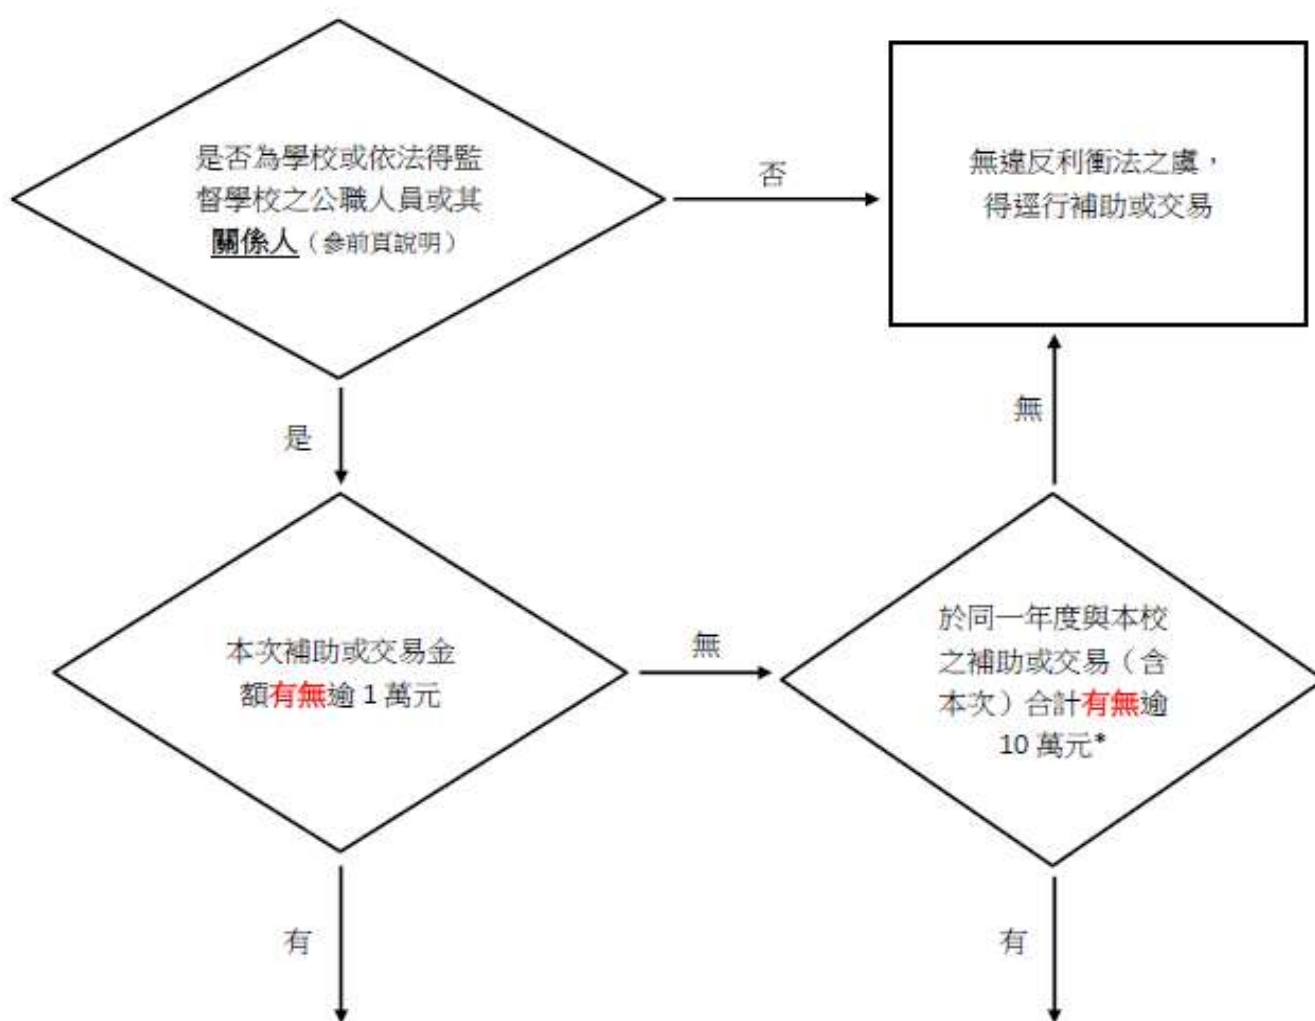 是否為學校或依法得監
督學校之公職人員或其
關係人（參前頁說明）
否
無違反利衝法之虞，
得逕行補助或交易
是
無
本次補助或交易金
額有無逾 1 萬元
無
於同一年度與本校
之補助或交易（含
本次）合計有無逾
10 萬元*
有
有